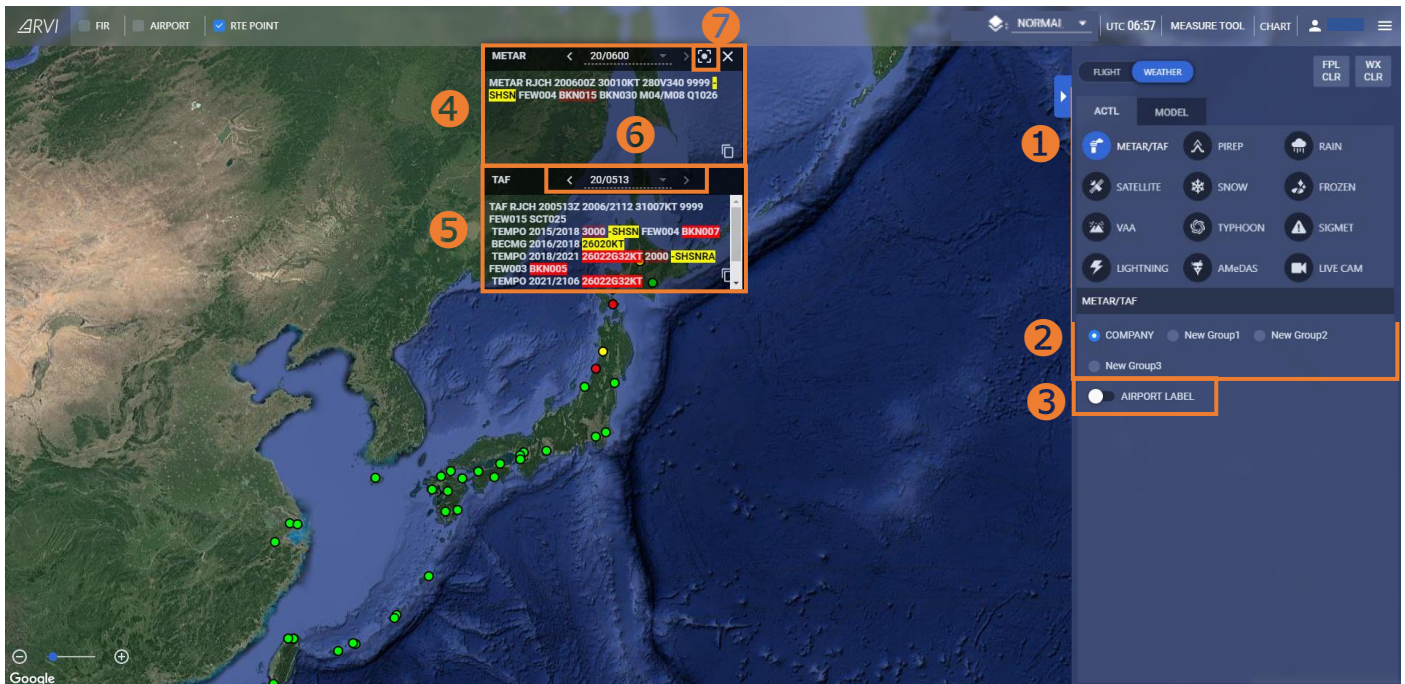 ARVI FIR AIRPORT RTE POINT
NORMAL UTC 06:57 MEASURE TOOL CHART
7
METAR 20/0600
METAR RJCH 200600Z 30010KT 280V340 9999 -
SHSN FEW004 BKN015 BKN030 M04/M08 Q1026
4
6
TAF 20/0513
TAF RJCH 200513Z 2006/2112 31007KT 9999
FEW015 SCT025
TEMPO 2015/2018 3000 -SHSN FEW004 BKN007
BECMG 2016/2018 26020KT
TEMPO 2018/2021 26022G32KT 2000 -SHSNRA
FEW003 BKN005
TEMPO 2021/2106 26022G32KT
5
FLIGHT WEATHER
FPL CLR
WX CLR
ACTL MODEL
1
METAR/TAF PIREP RAIN
SATELLITE SNOW FROZEN
VAA TYPHOON SIGMET
LIGHTNING AMeDAS LIVE CAM
METAR/TAF
2
COMPANY New Group1 New Group2
New Group3
3
AIRPORT LABEL
Google